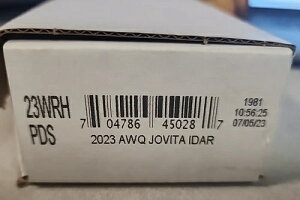 23WRH
PDS
7 04786 45028 7
2023 AWQ JOVITA IDAR
1981
10:56:25
07/05/23